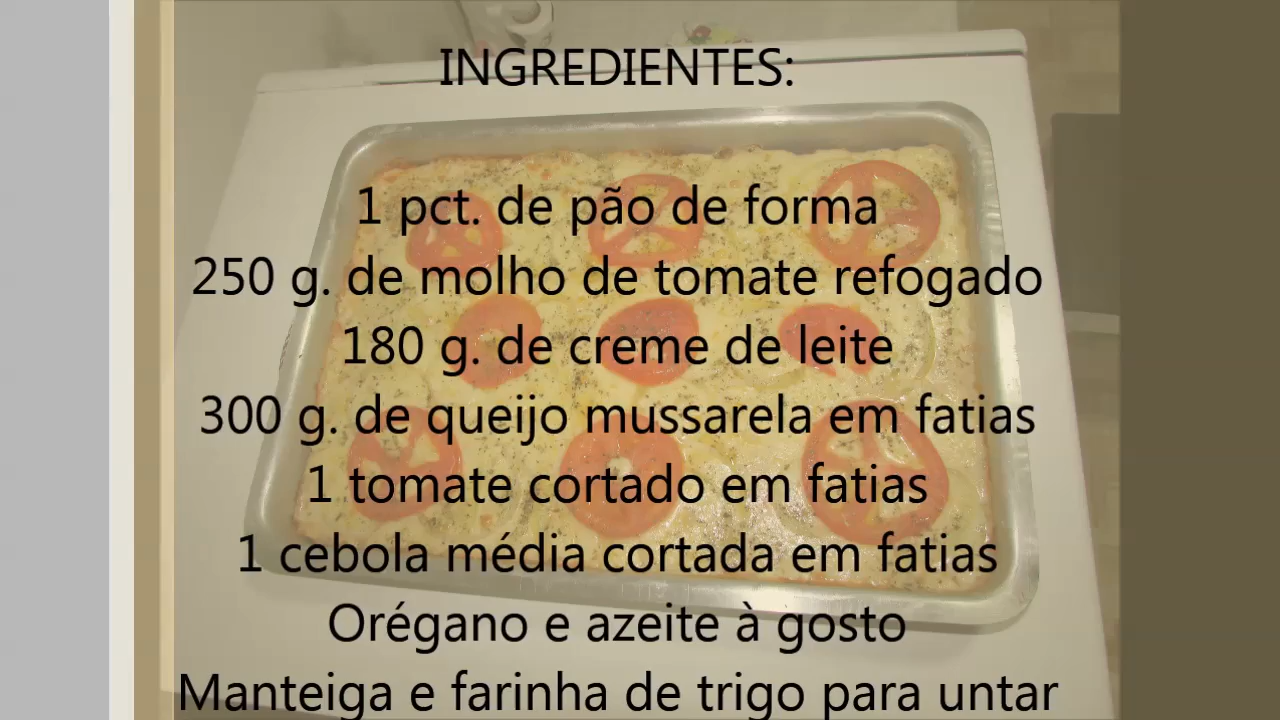 INGREDIENTES:
1 pct. de pão de forma
250 g. de molho de tomate refogado
180 g. de creme de leite
300 g. de queijo mussarela em fatias
1 tomate cortado em fatias
1 cebola média cortada em fatias
Orégano e azeite à gosto
Manteiga e farinha de trigo para untar